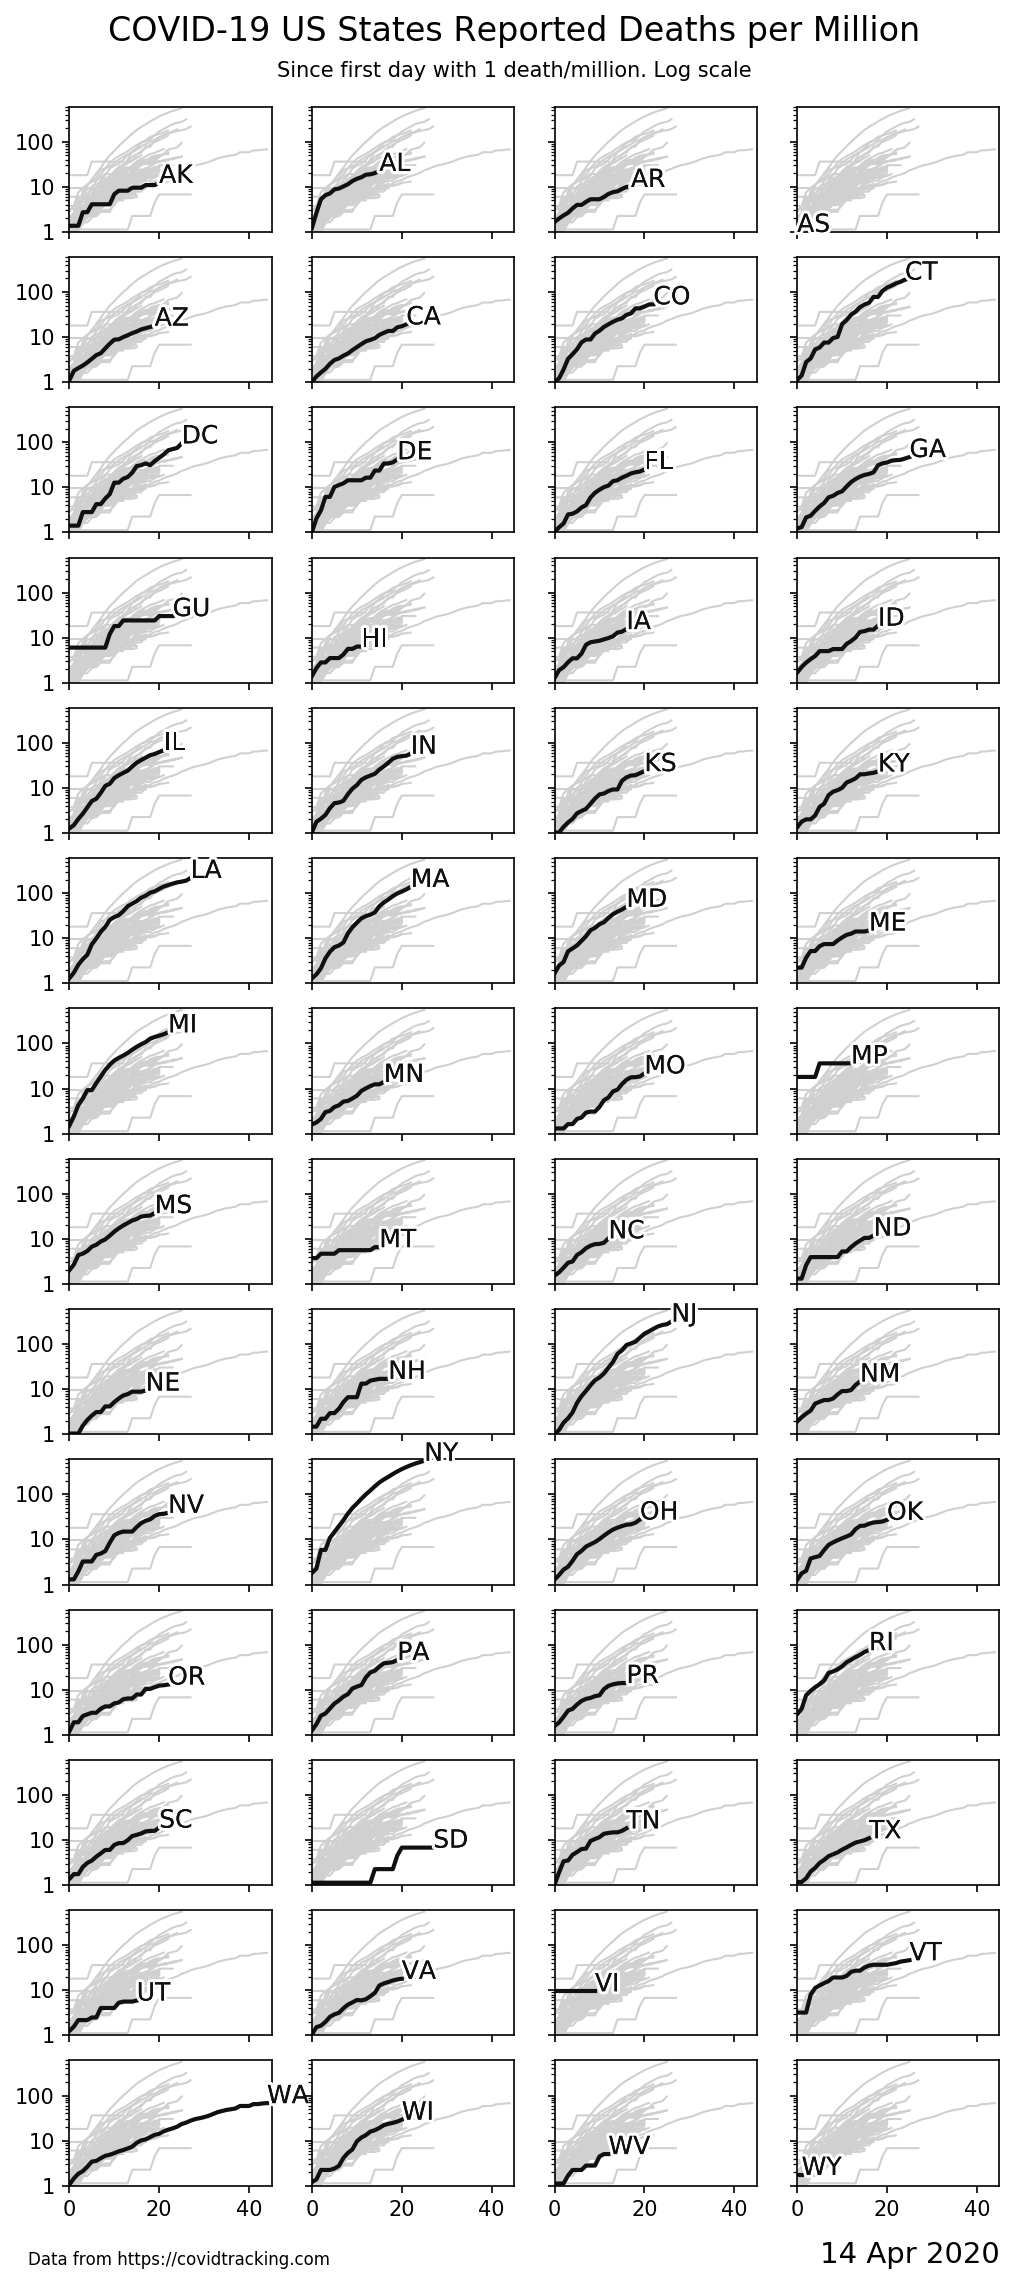 COVID-19 US States Reported Deaths per Million
Since first day with 1 death/million. Log scale
100
10
1
AK
AL
AR
AS
100
10
1
AZ
CA
CO
CT
100
10
1
DC
DE
FL
GA
100
10
1
GU
HI
IA
ID
100
10
1
IL
IN
KS
KY
100
10
1
LA
MA
MD
ME
100
10
1
MI
MN
MO
MP
100
10
1
MS
MT
NC
ND
100
10
1
NE
NH
NJ
NM
100
10
1
NV
NY
OH
OK
100
10
1
OR
PA
PR
RI
100
10
1
SC
SD
TN
TX
100
10
1
UT
VA
VI
VT
100
10
1
WA
WI
WV
WY
0 20 40 0 20 40 0 20 40 0 20 40
Data from https://covidtracking.com
14 Apr 2020